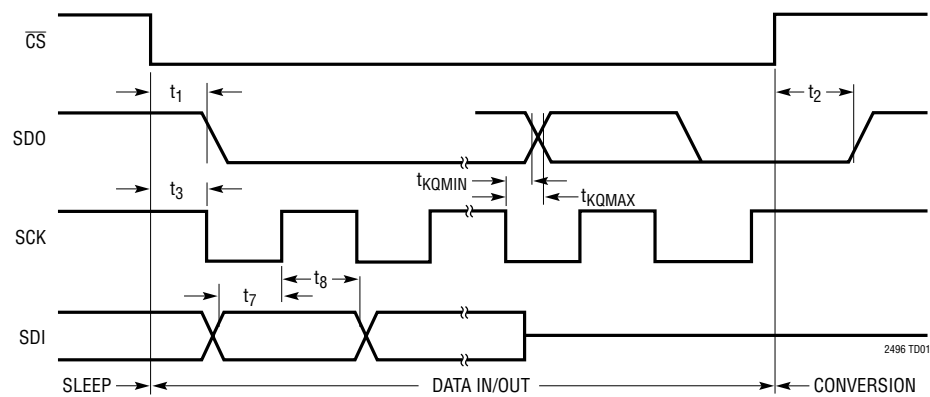 CS
t1
t2
SDO
t3
tKQMIN
tKQMAX
SCK
t8
t7
SDI
2496 TD01
SLEEP
DATA IN/OUT
CONVERSION